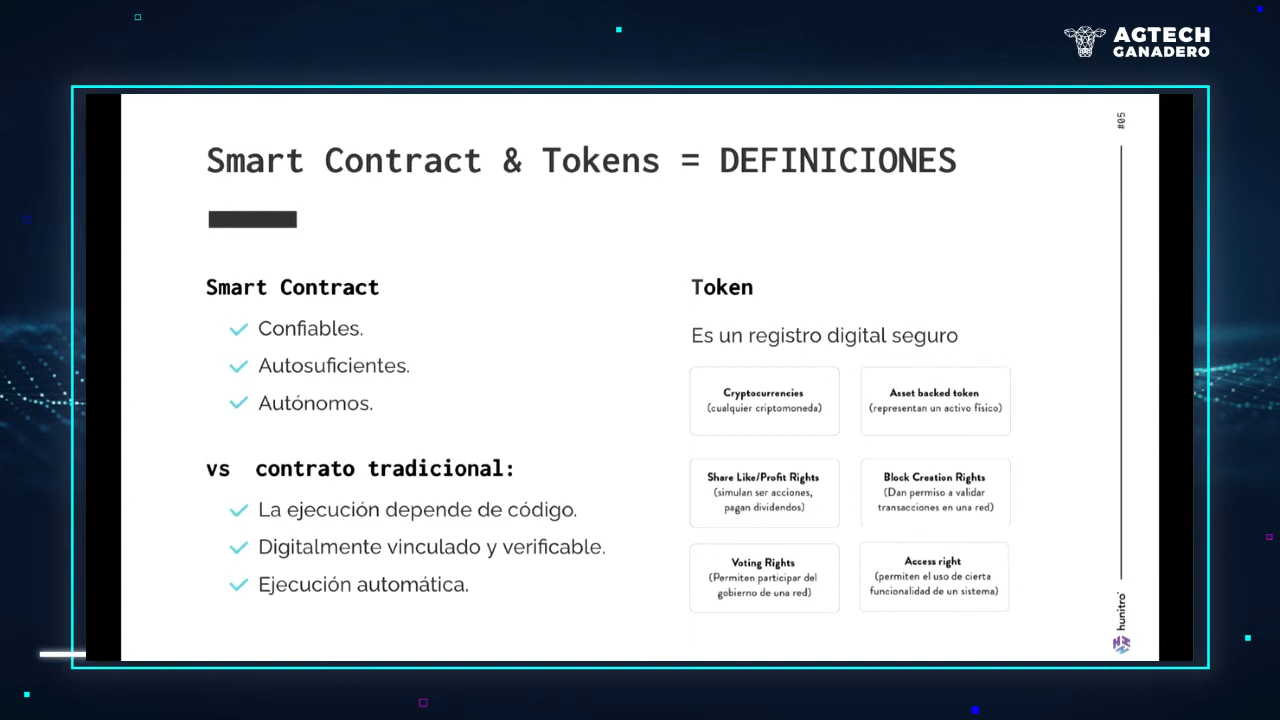 AGTECH
GANADERO
#05
Smart Contract & Tokens = DEFINICIONES
Smart Contract
Confiables.
Autosuficientes.
Autónomos.
vs contrato tradicional:
La ejecución depende de código.
Digitalmente vinculado y verificable.
Ejecución automática.
Token
Es un registro digital seguro
Cryptocurrencies
(cualquier criptomoneda)
Asset backed token
(representan un activo físico)
Share Like/Profit Rights
(simulan ser acciones,
pagan dividendos)
Block Creation Rights
(Dan permiso a validar
transacciones en una red)
Voting Rights
(Permiten participar del
gobierno de una red)
Access right
(permiten el uso de cierta
funcionalidad de un sistema)
hunitro